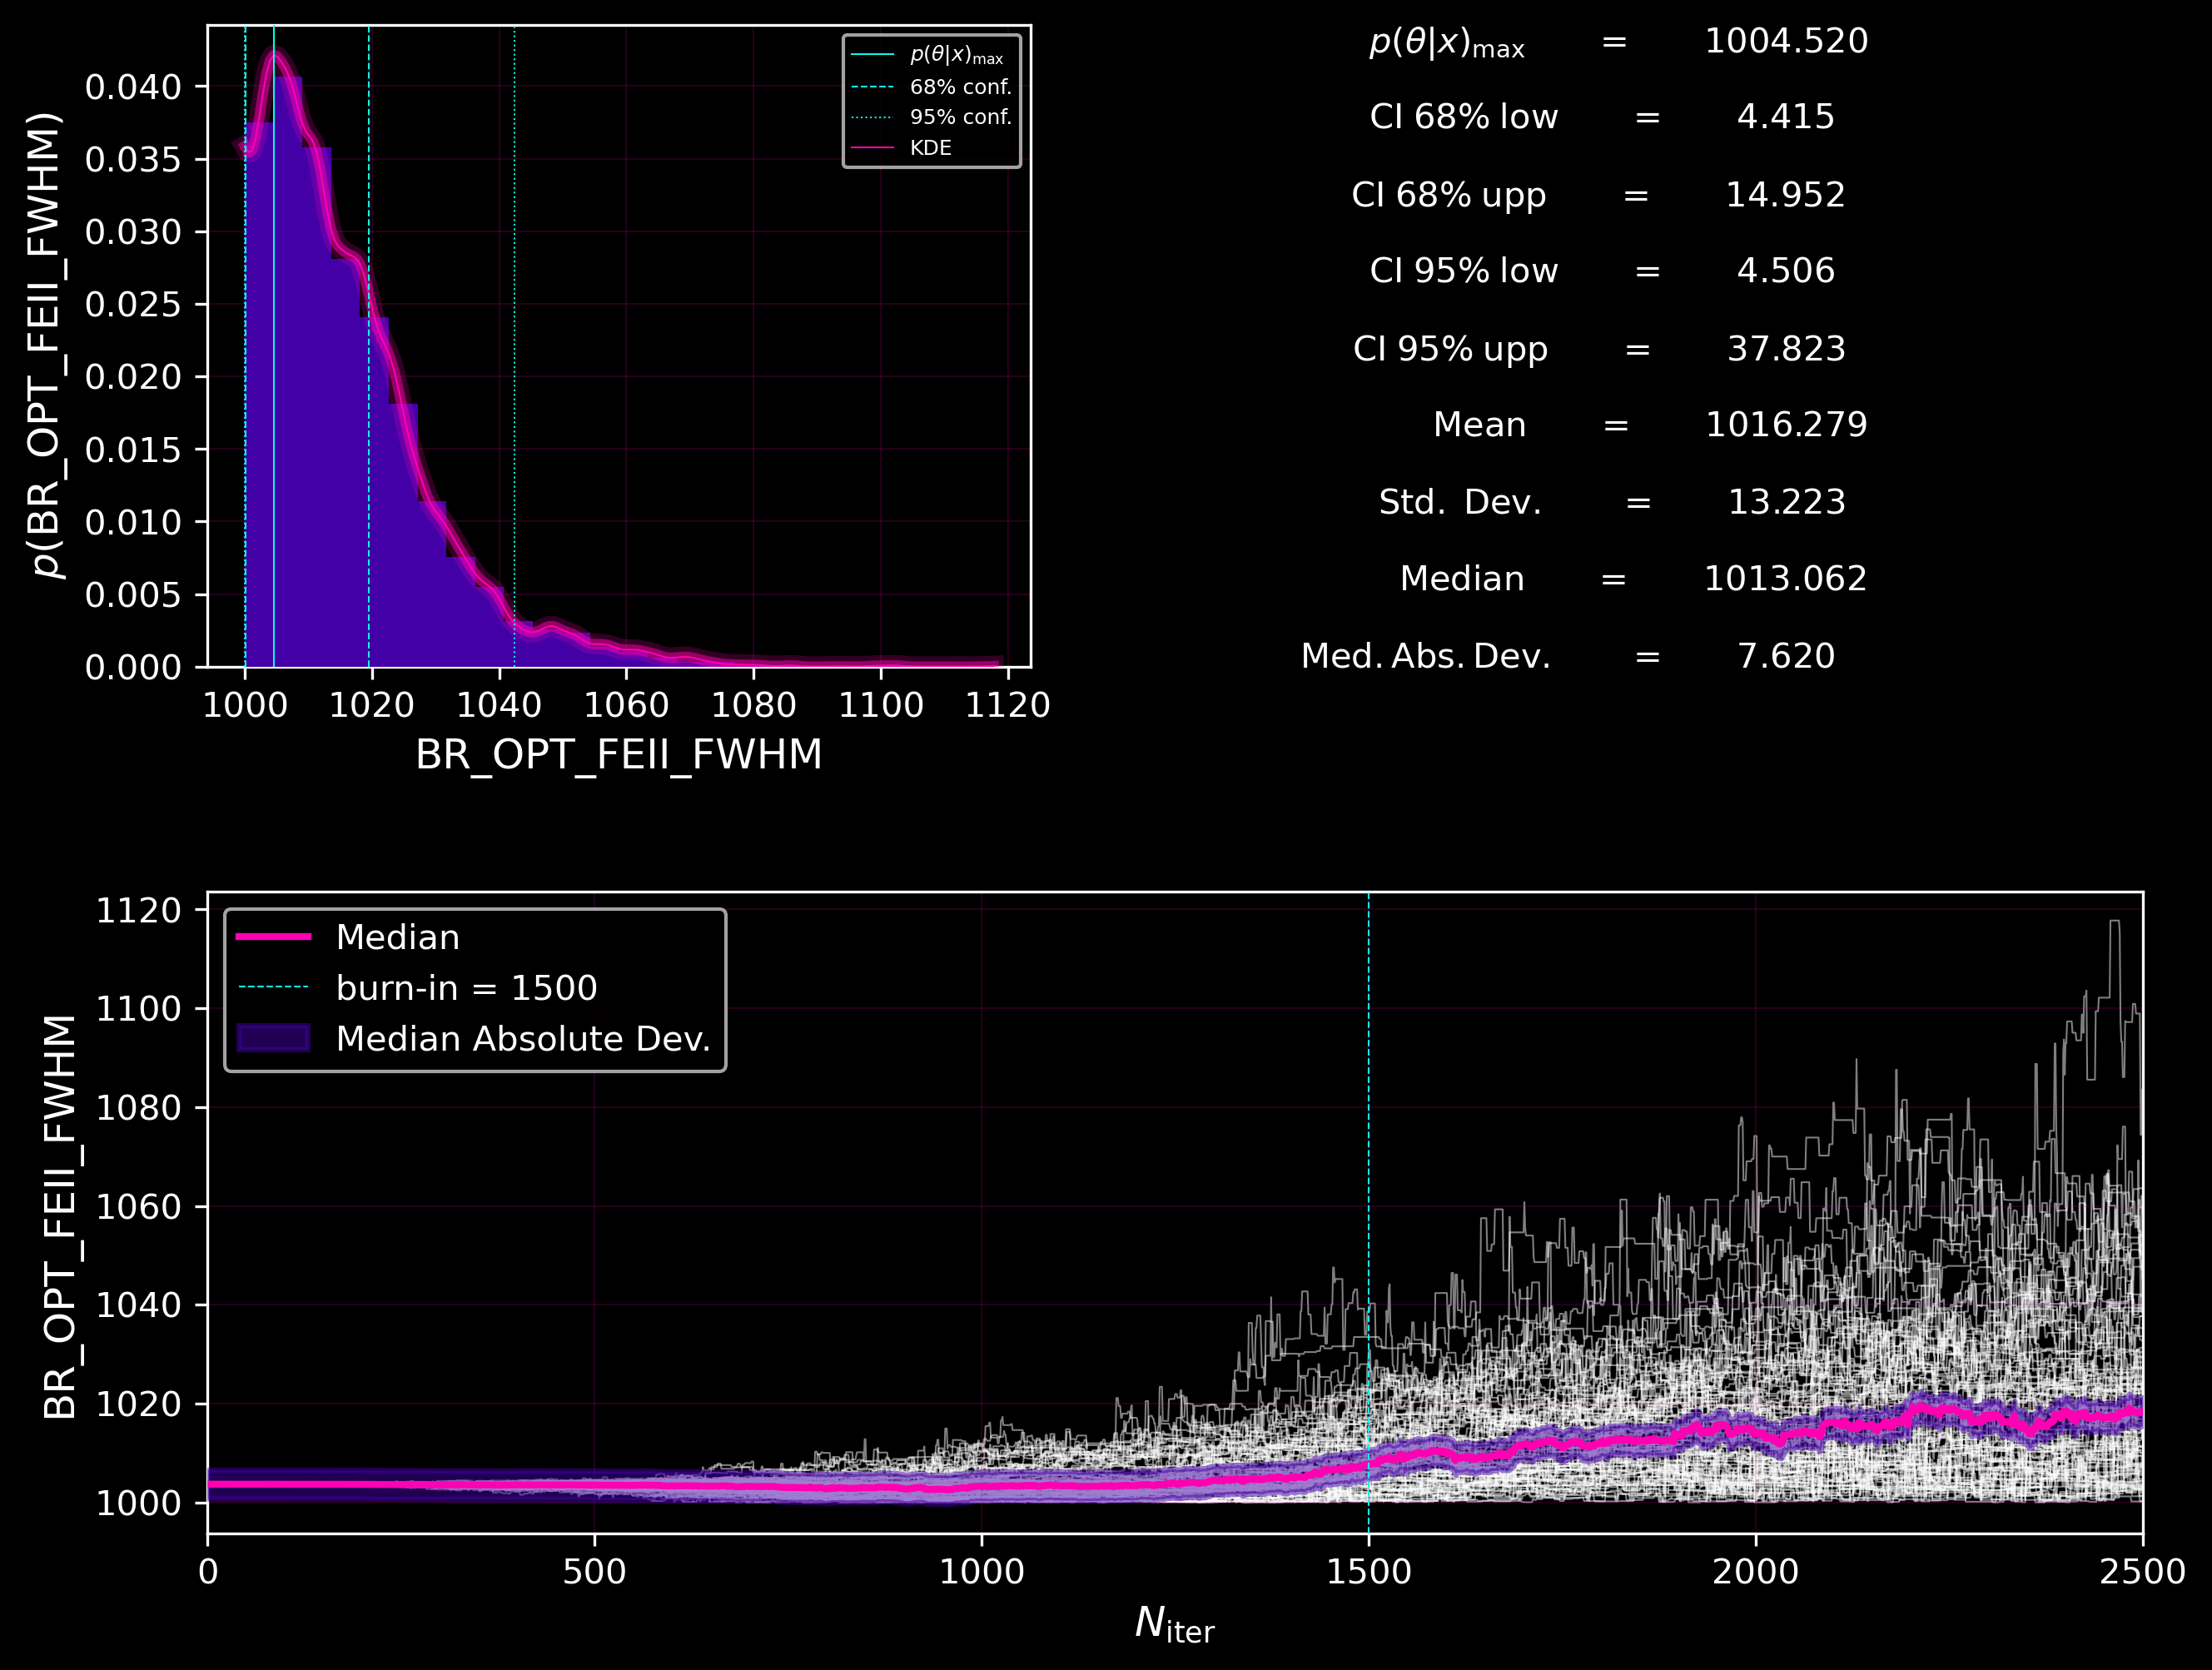 p(BR_OPT_FEII_FWHM)
0.040
0.035
0.030
0.025
0.020
0.015
0.010
0.005
0.000
1000 1020 1040 1060 1080 1100 1120
BR_OPT_FEII_FWHM
p(θ|x)max
68% conf.
95% conf.
KDE
p(θ|x)max = 1004.520
CI 68% low = 4.415
CI 68% upp = 14.952
CI 95% low = 4.506
CI 95% upp = 37.823
Mean = 1016.279
Std. Dev. = 13.223
Median = 1013.062
Med. Abs. Dev. = 7.620
BR_OPT_FEII_FWHM
1120
1100
1080
1060
1040
1020
1000
Median
burn-in = 1500
Median Absolute Dev.
0 500 1000 1500 2000 2500
Niter